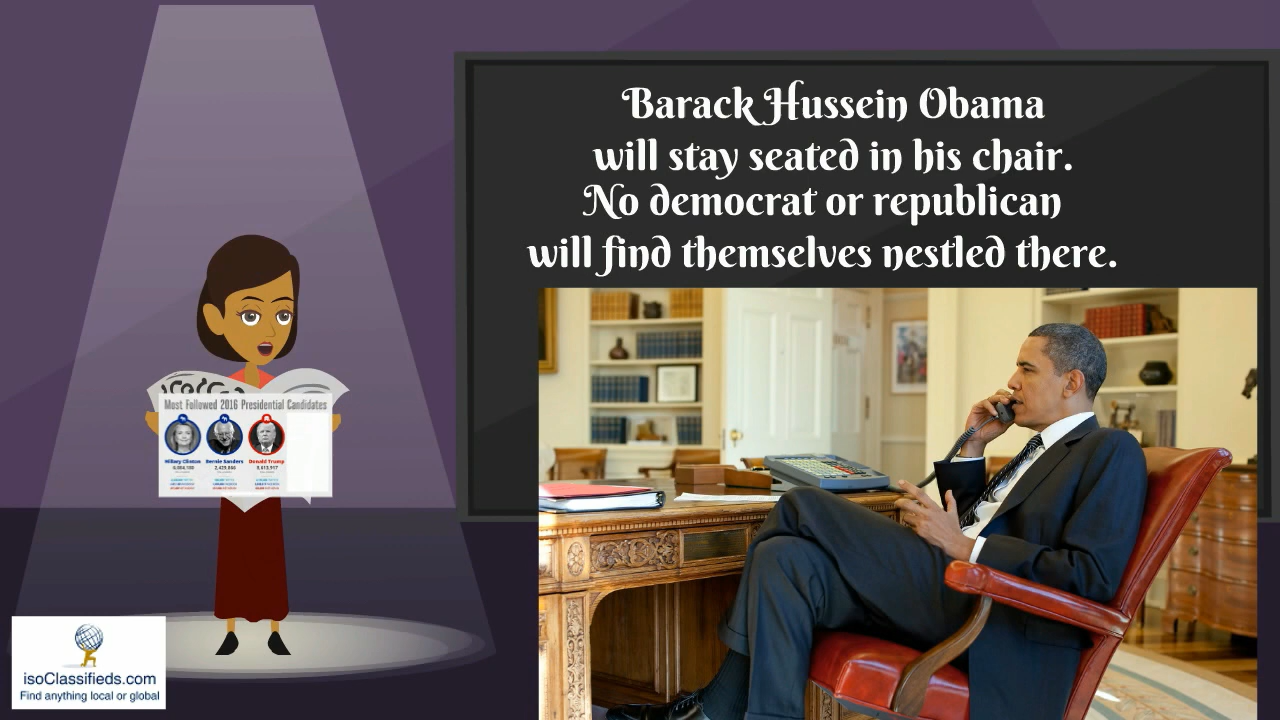 Barack Hussein Obama
will stay seated in his chair.
No democrat or republican
will find themselves nestled there.
Most Followed 2016 Presidential Candidates
Hillary Clinton Bernie Sanders Donald Trump
isoClassifieds.com
Find anything local or global